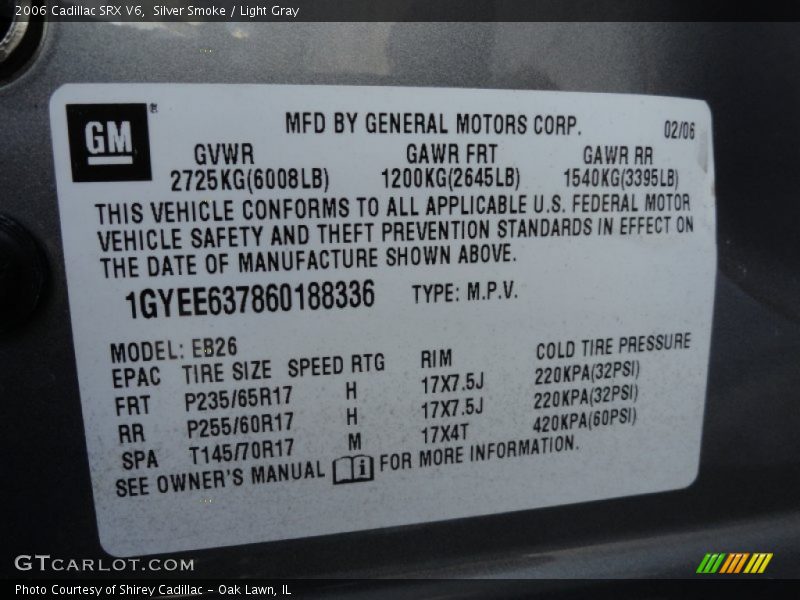 2006 Cadillac SRX V6,  Silver Smoke / Light Gray
GM ®
MFD BY GENERAL MOTORS CORP. 02/06
GVWR GAWR FRT GAWR RR
2725KG(6008LB) 1200KG(2645LB) 1540KG(3395LB)
THIS VEHICLE CONFORMS TO ALL APPLICABLE U.S. FEDERAL MOTOR
VEHICLE SAFETY AND THEFT PREVENTION STANDARDS IN EFFECT ON
THE DATE OF MANUFACTURE SHOWN ABOVE.
1GYEE637860188336 TYPE: M.P.V.
MODEL: EB26
EPAC TIRE SIZE SPEED RTG RIM COLD TIRE PRESSURE
FRT P235/65R17 H 17X7.5J 220KPA(32PSI)
RR P255/60R17 H 17X7.5J 220KPA(32PSI)
SPA T145/70R17 M 17X4T 420KPA(60PSI)
SEE OWNER'S MANUAL i FOR MORE INFORMATION.
GTCARLOT.COM
Photo Courtesy of Shirey Cadillac - Oak Lawn, IL